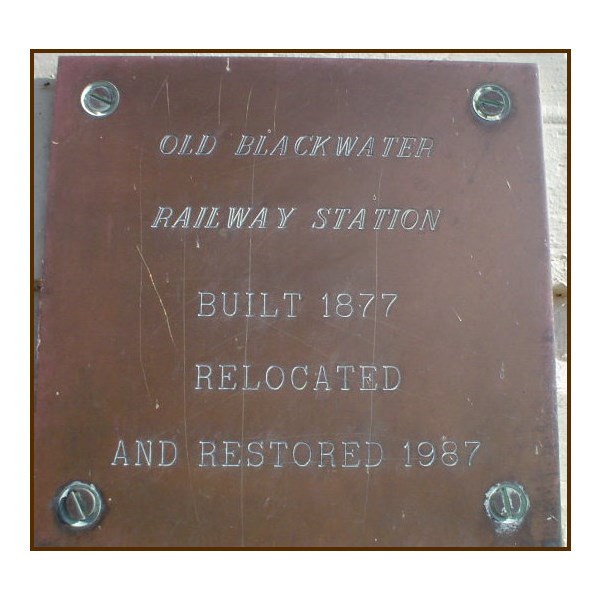 OLD BLACKWATER
RAILWAY STATION
BUILT 1877
RELOCATED
AND RESTORED 1987